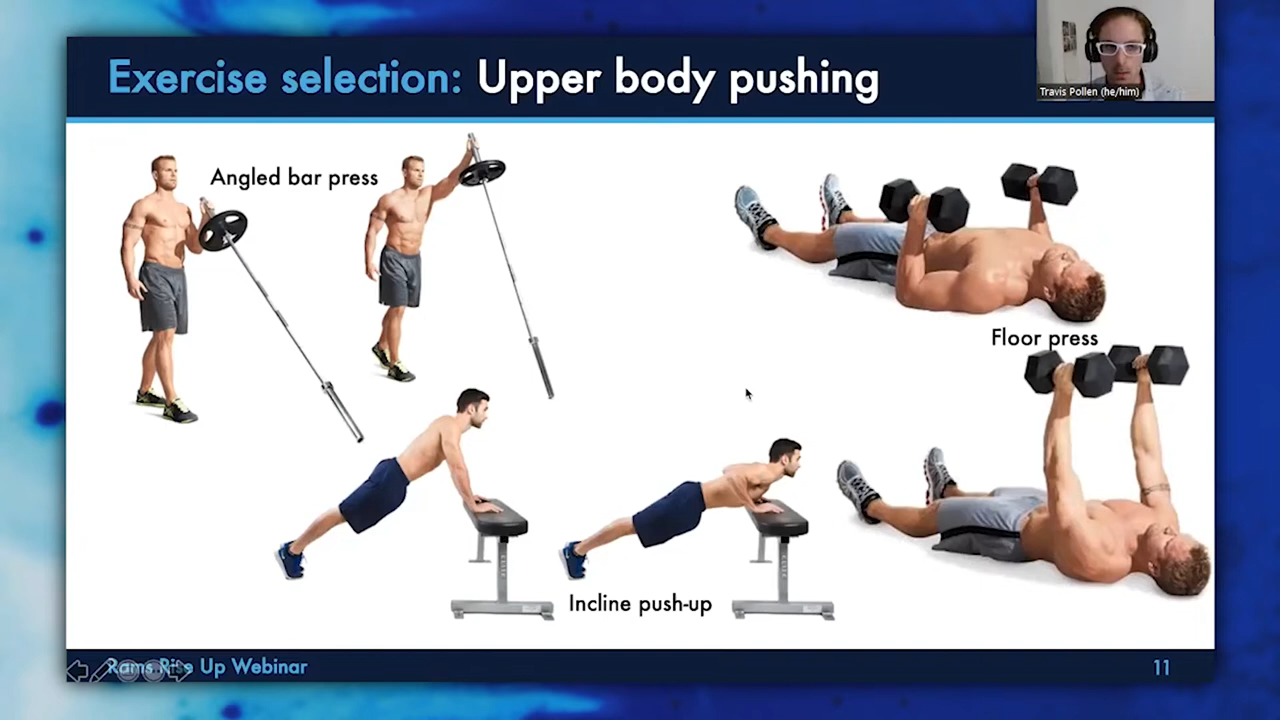 Exercise selection: Upper body pushing
Travis Pollen (he/him)
Angled bar press
Floor press
Incline push-up
Rams Rise Up Webinar
11